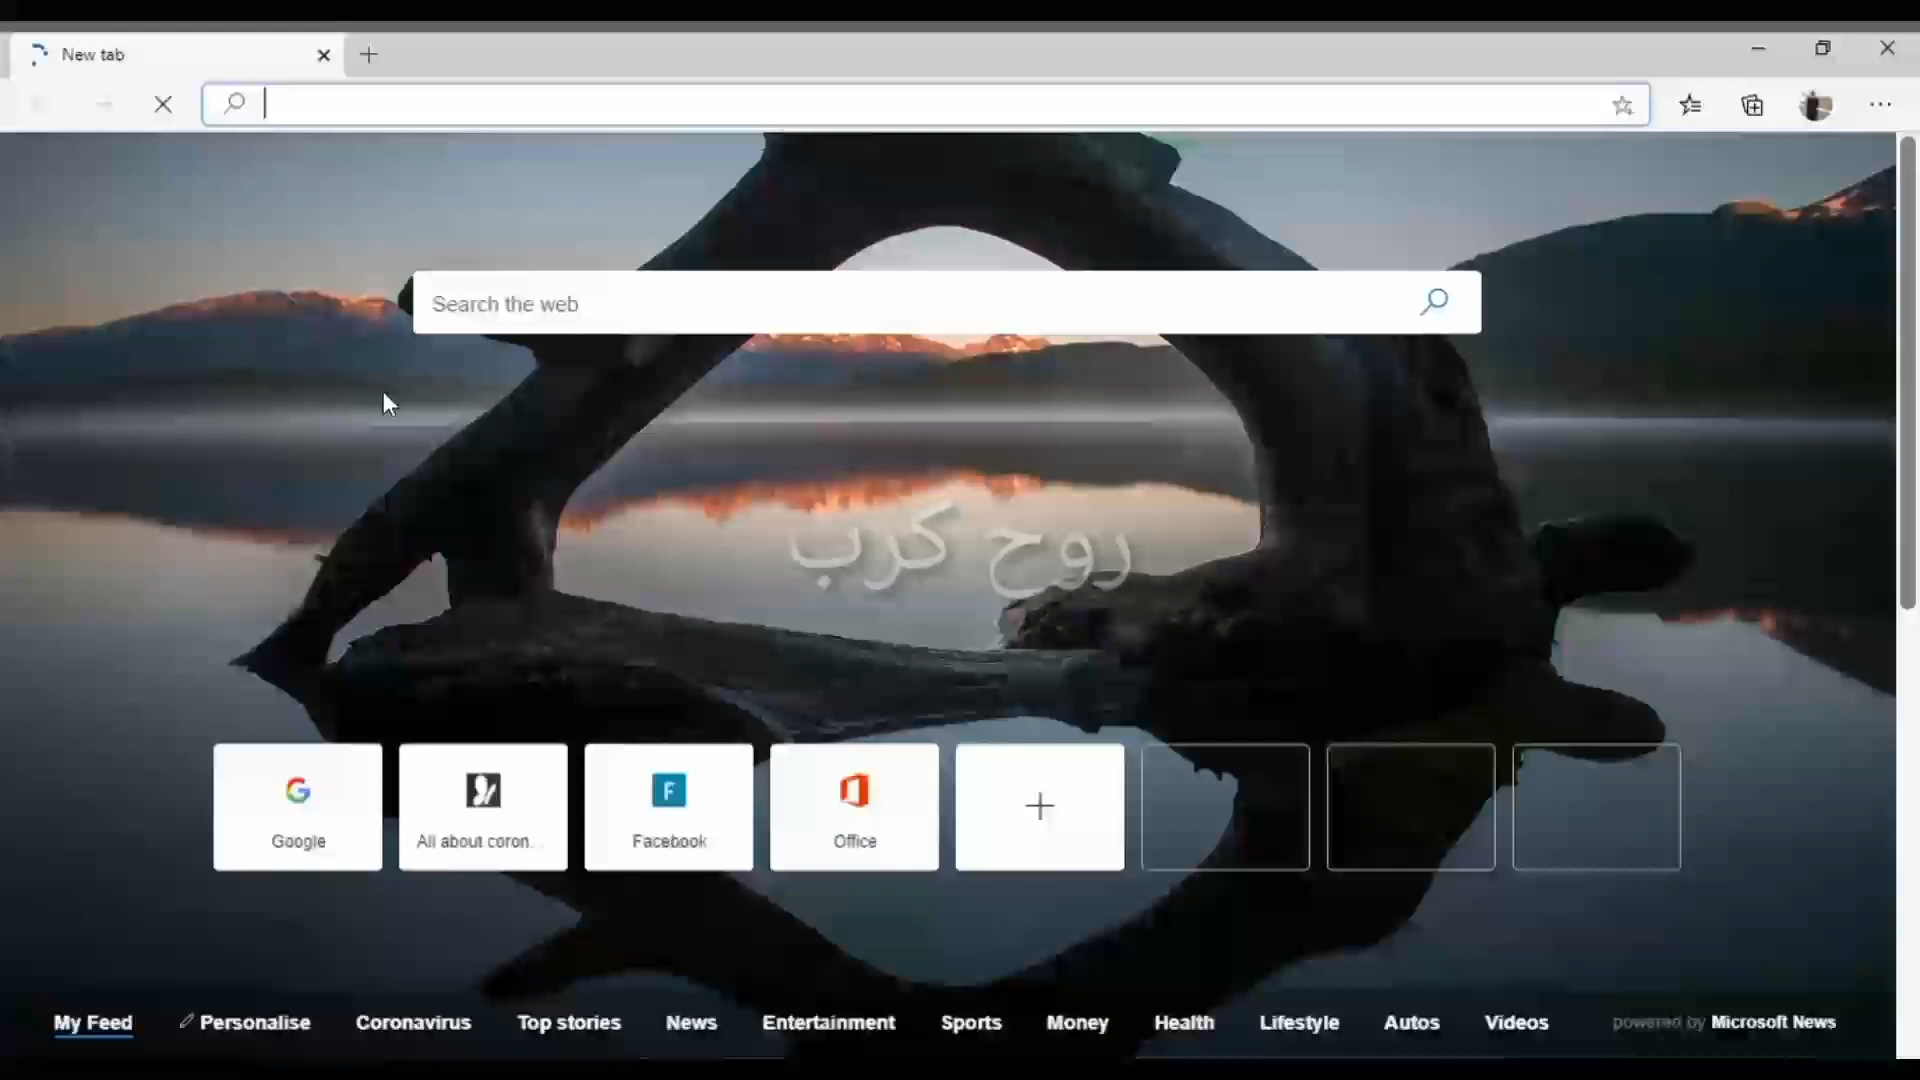 New tab
Search the web
روح کرب
Google
All about coron...
F
Facebook
Office
My Feed
Personalise
Coronavirus
Top stories
News
Entertainment
Sports
Money
Health
Lifestyle
Autos
Videos
powered by Microsoft News